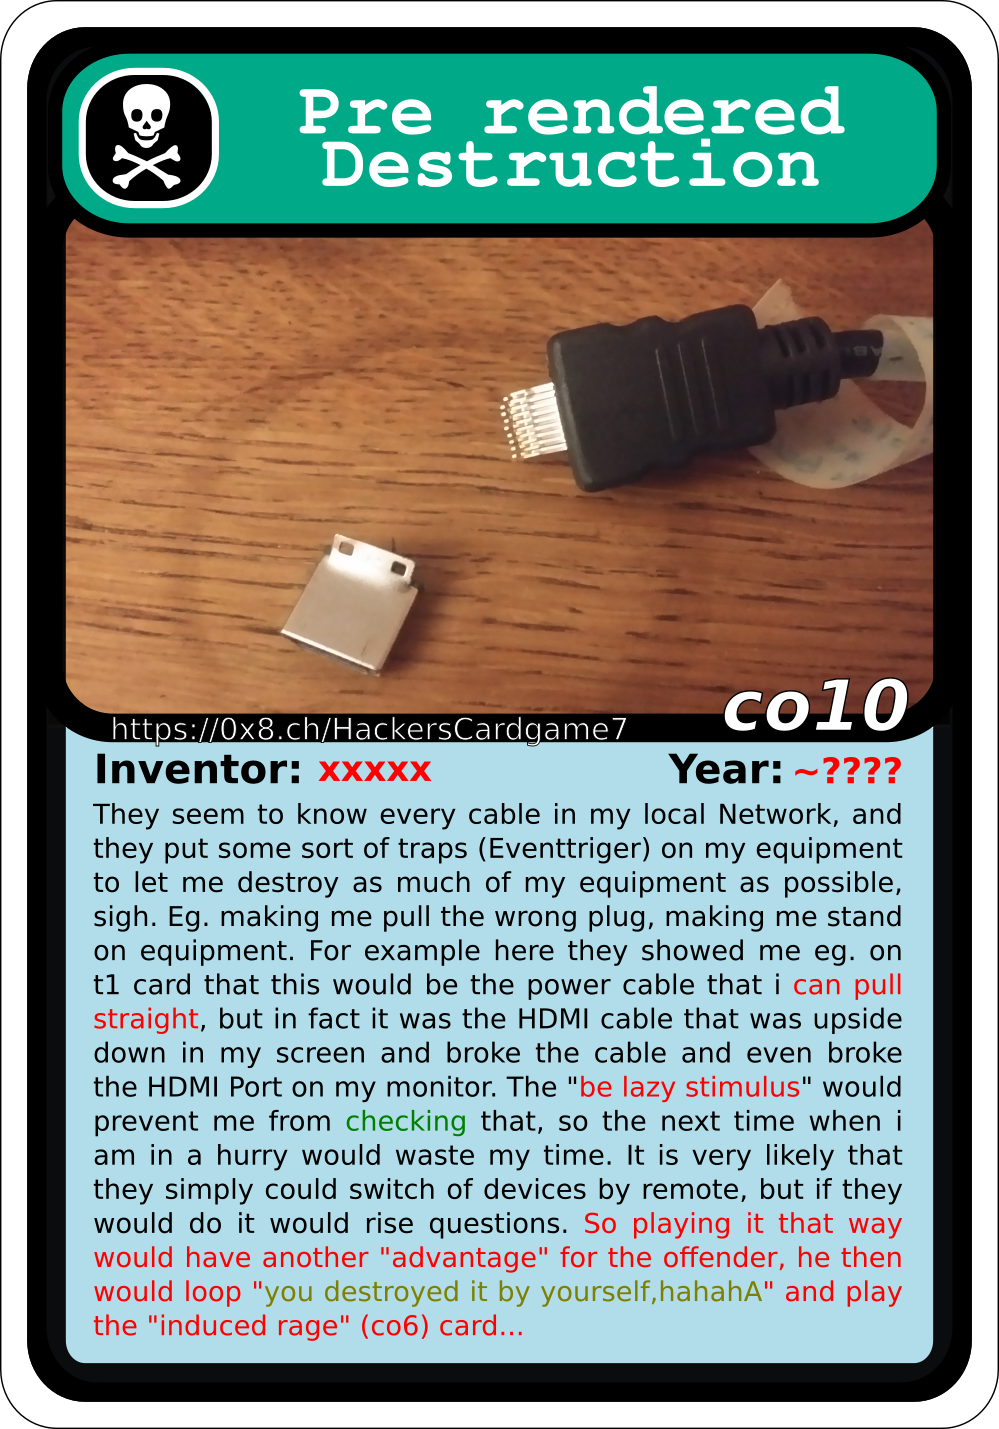 Pre rendered
Destruction
https://0x8.ch/HackersCardgame7
co10
Inventor: xxxxx Year: ~????
They seem to know every cable in my local Network, and
they put some sort of traps (Eventtriger) on my equipment
to let me destroy as much of my equipment as possible,
sigh. Eg. making me pull the wrong plug, making me stand
on equipment. For example here they showed me eg. on
t1 card that this would be the power cable that i can pull
straight, but in fact it was the HDMI cable that was upside
down in my screen and broke the cable and even broke
the HDMI Port on my monitor. The "be lazy stimulus" would
prevent me from checking that, so the next time when i
am in a hurry would waste my time. It is very likely that
they simply could switch of devices by remote, but if they
would do it would rise questions. So playing it that way
would have another "advantage" for the offender, he then
would loop "you destroyed it by yourself,hahahA" and play
the "induced rage" (co6) card...